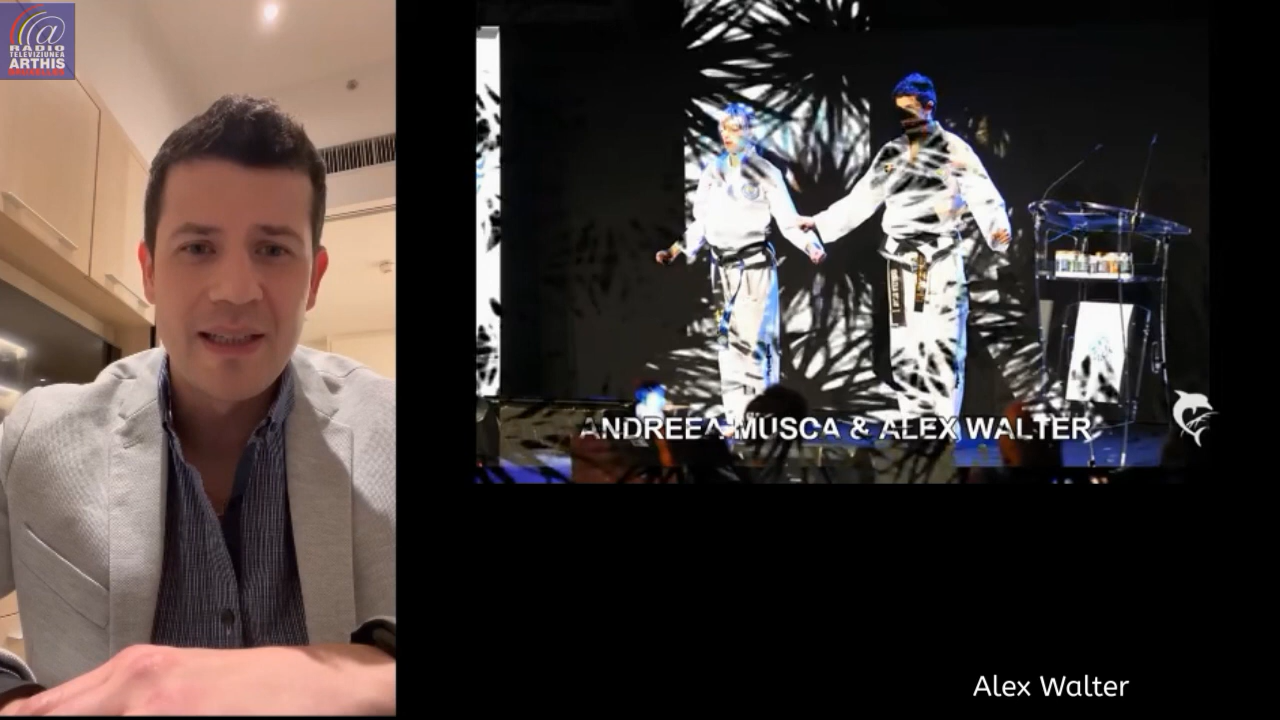 RADIO
TELEVIZIUNEA
ARTHIS
ANDREEA MUSCA & ALEX WALTER
Alex Walter